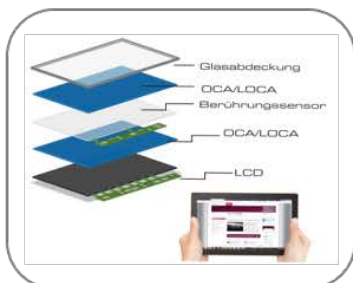 Glasabdeckung
OCA/LOCA
Berührungssensor
OCA/LOCA
LCD